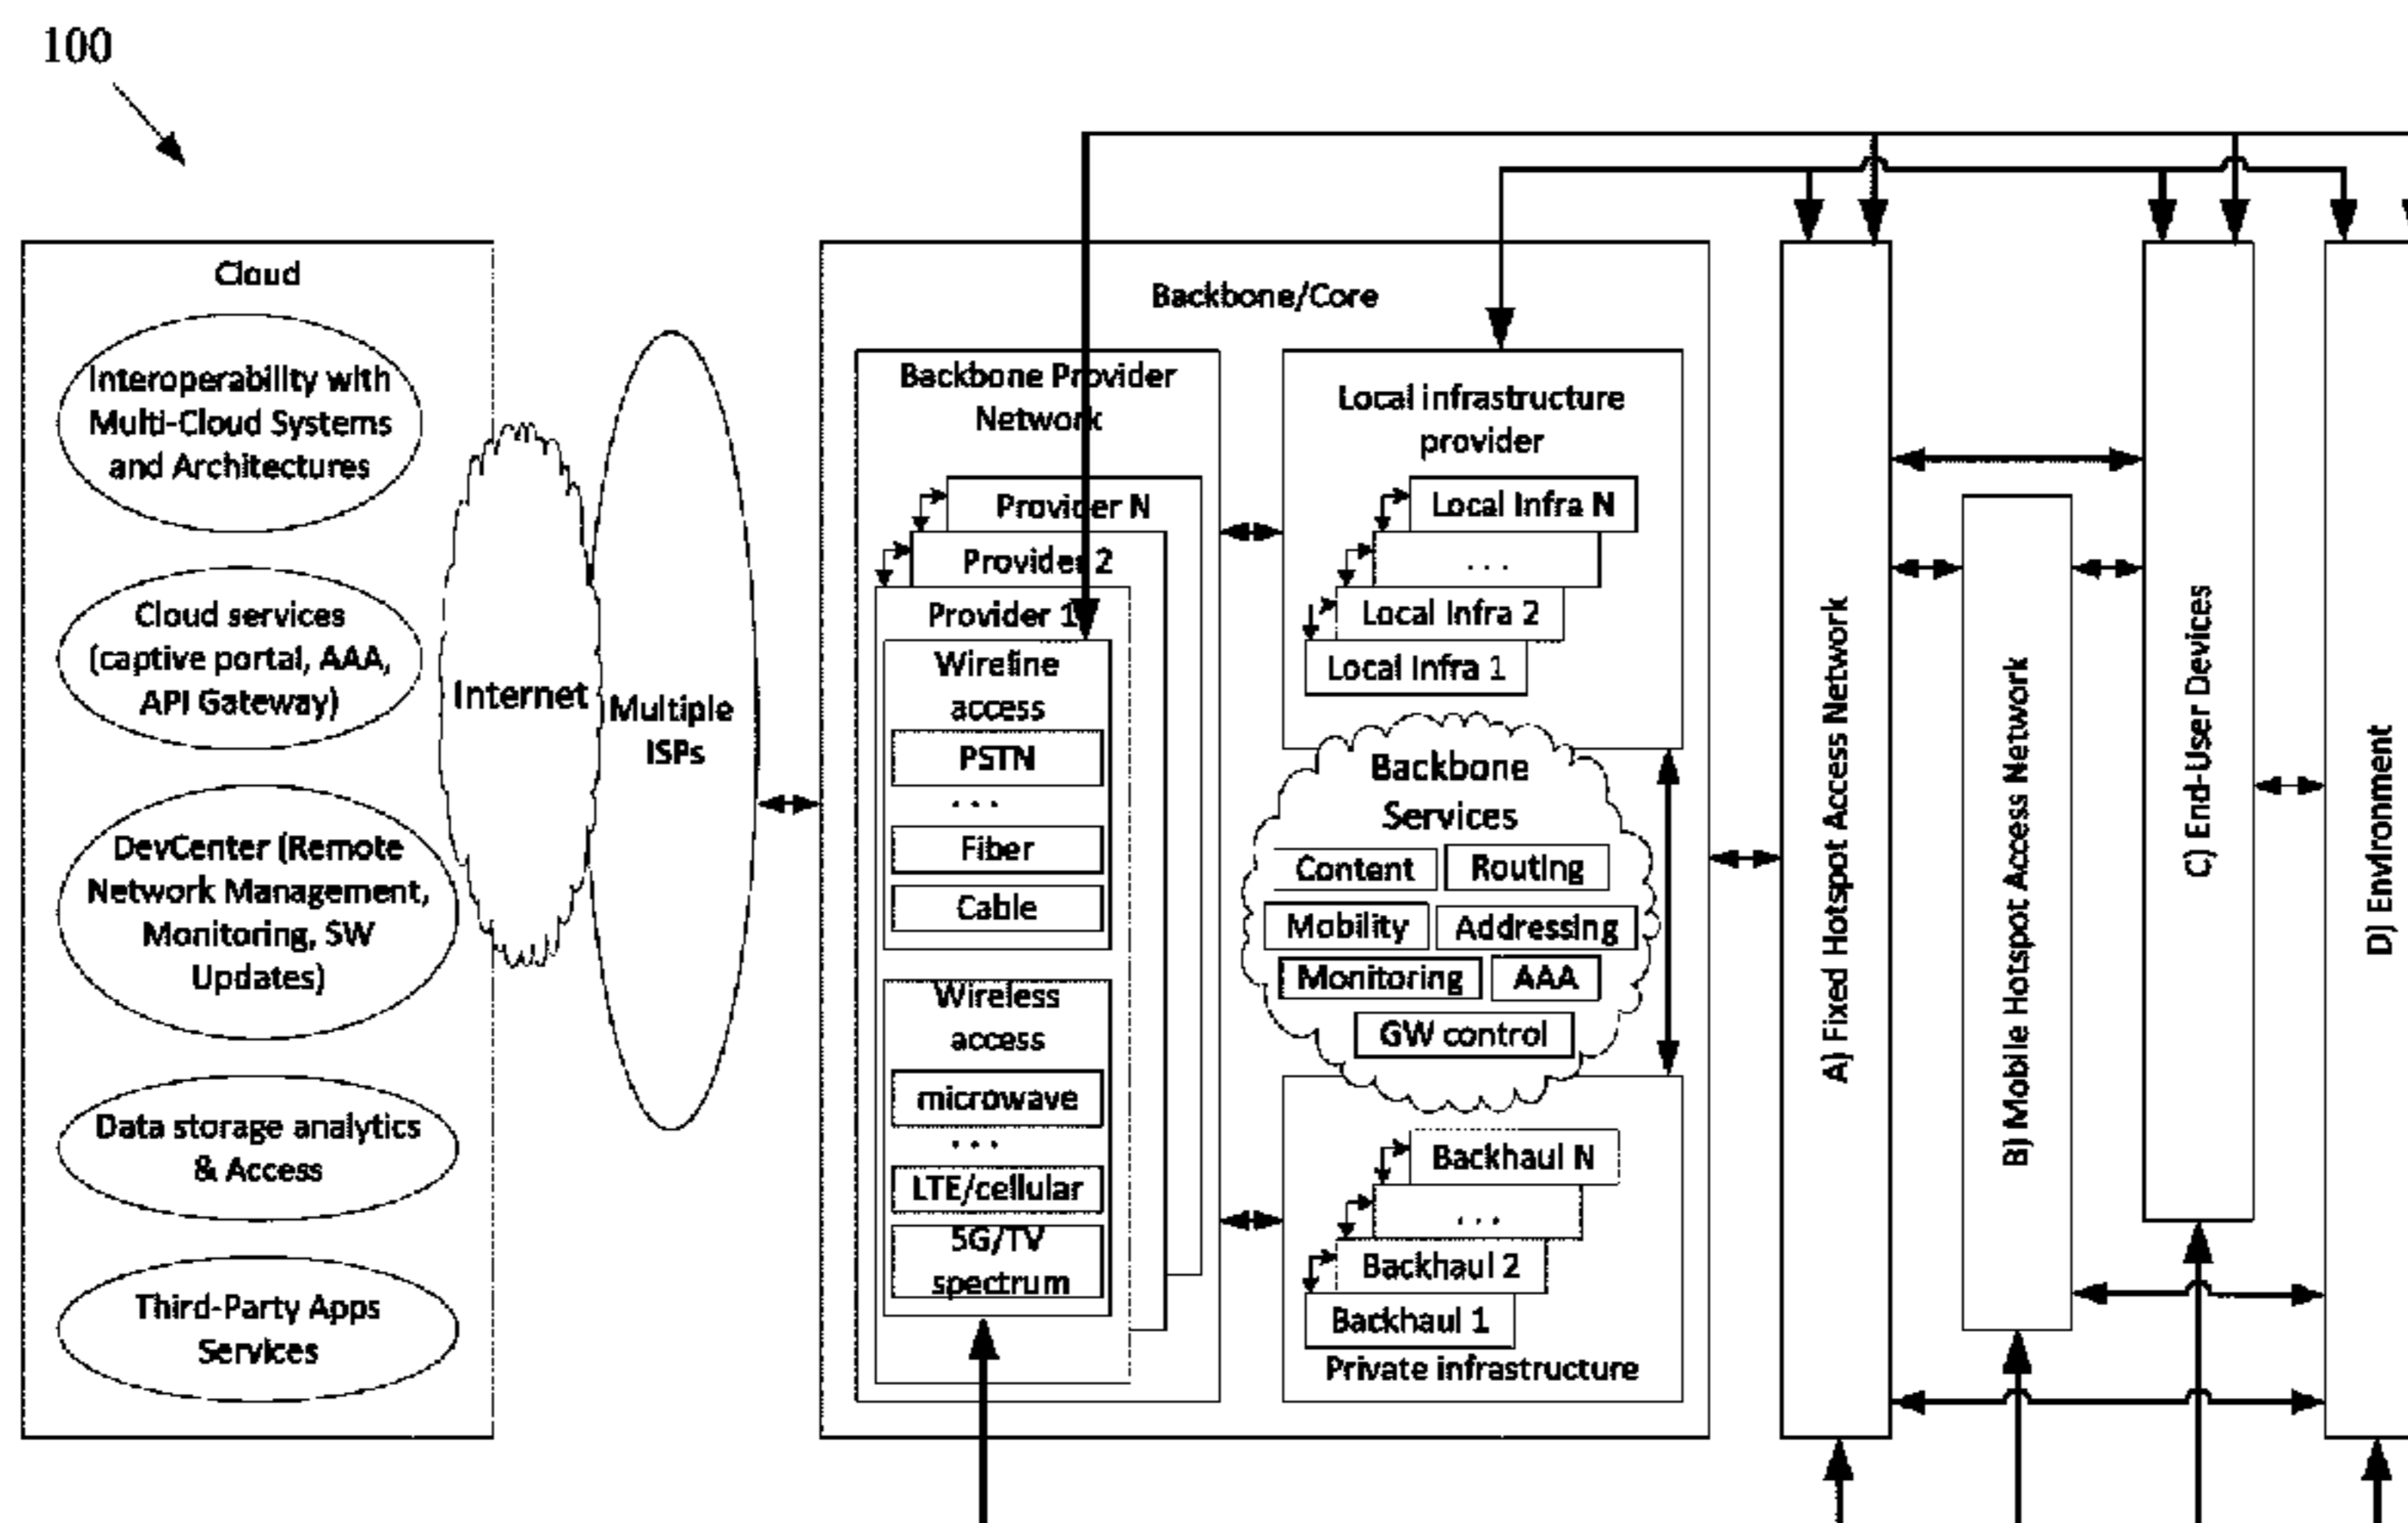 100
Cloud
Interoperability with
Multi-Cloud Systems
and Architectures
Cloud services
(captive portal, AAA,
API Gateway)
DevCenter (Remote
Network Management,
Monitoring, SW
Updates)
Data storage analytics
& Access
Third-Party Apps
Services
Internet
Multiple
ISPs
Backbone/Core
Backbone Provider
Network
Provider N
Provider 2
Provider 1
Wireline
access
PSTN
...
Fiber
Cable
Wireless
access
microwave
...
LTE/cellular
5G/TV
spectrum
Local infrastructure
provider
Local Infra N
...
Local Infra 2
Local Infra 1
Backbone
Services
Content
Routing
Mobility
Addressing
Monitoring
AAA
GW control
Backhaul N
...
Backhaul 2
Backhaul 1
Private infrastructure
A) Fixed Hotspot Access Network
B) Mobile Hotspot Access Network
C) End-User Devices
D) Environment